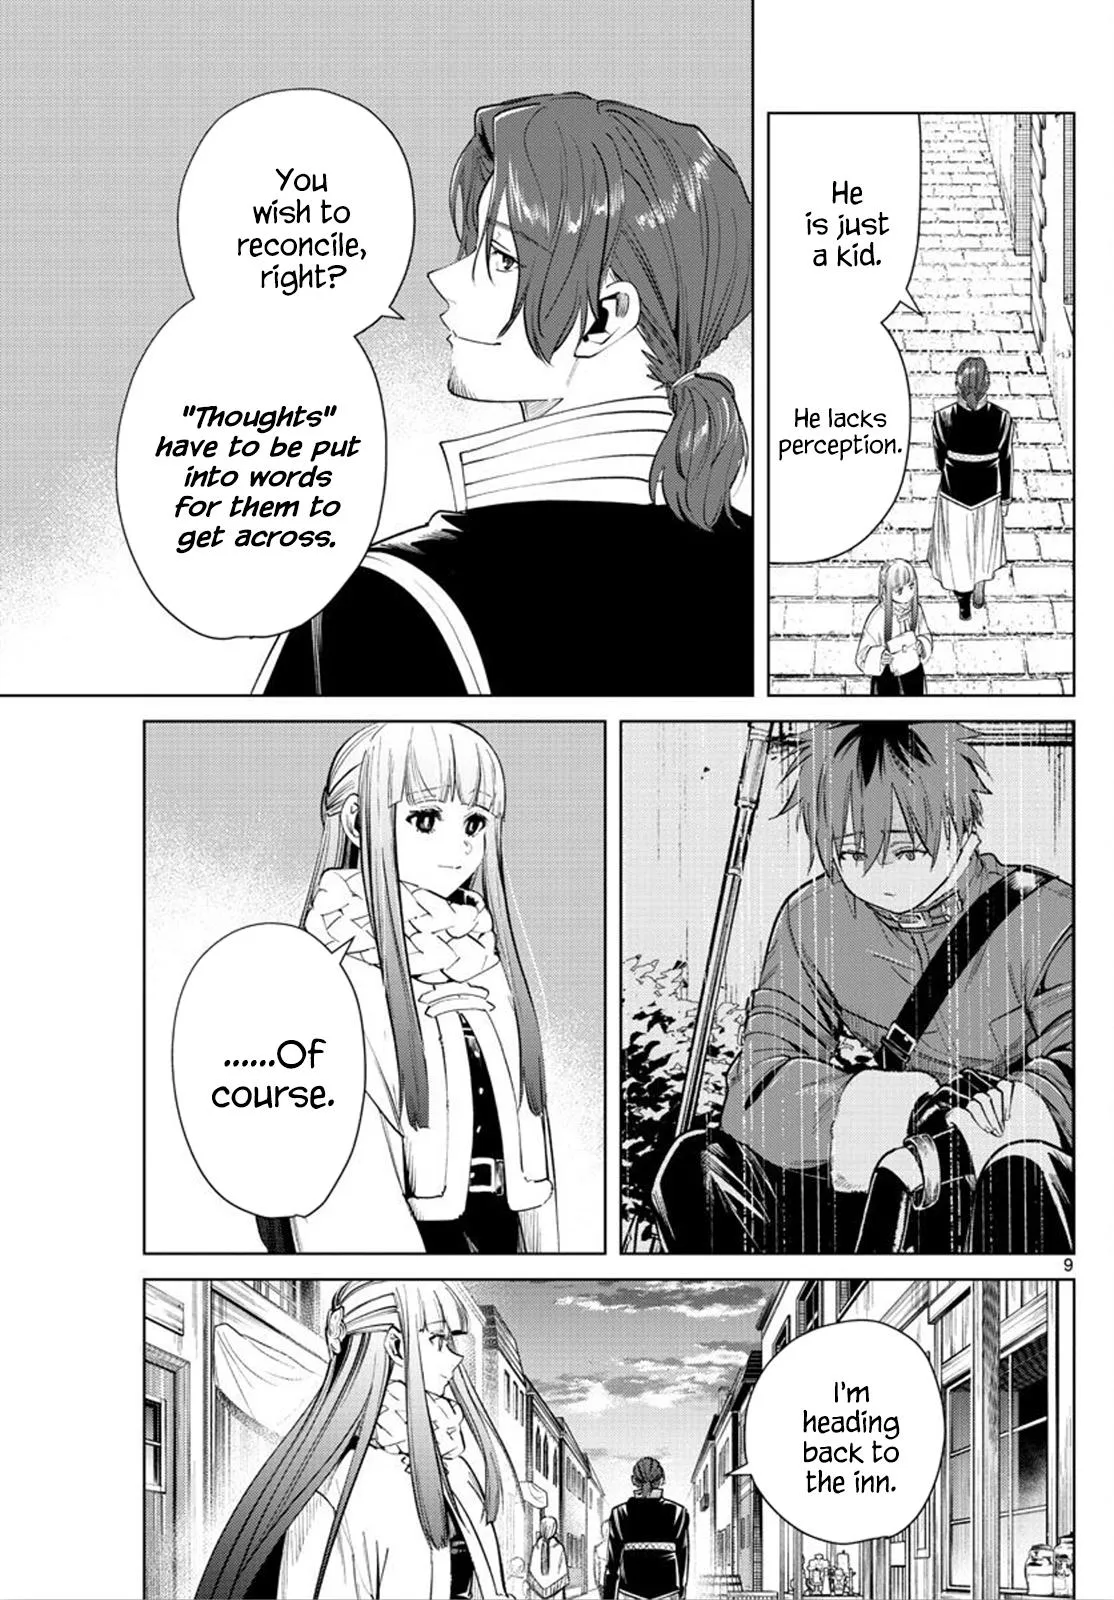 He
is just
a kid.
He lacks
perception.
You
wish to
reconcile,
right?
"Thoughts"
have to be put
into words
for them to
get across.
......Of
course.
9
I'm
heading
back to
the inn.